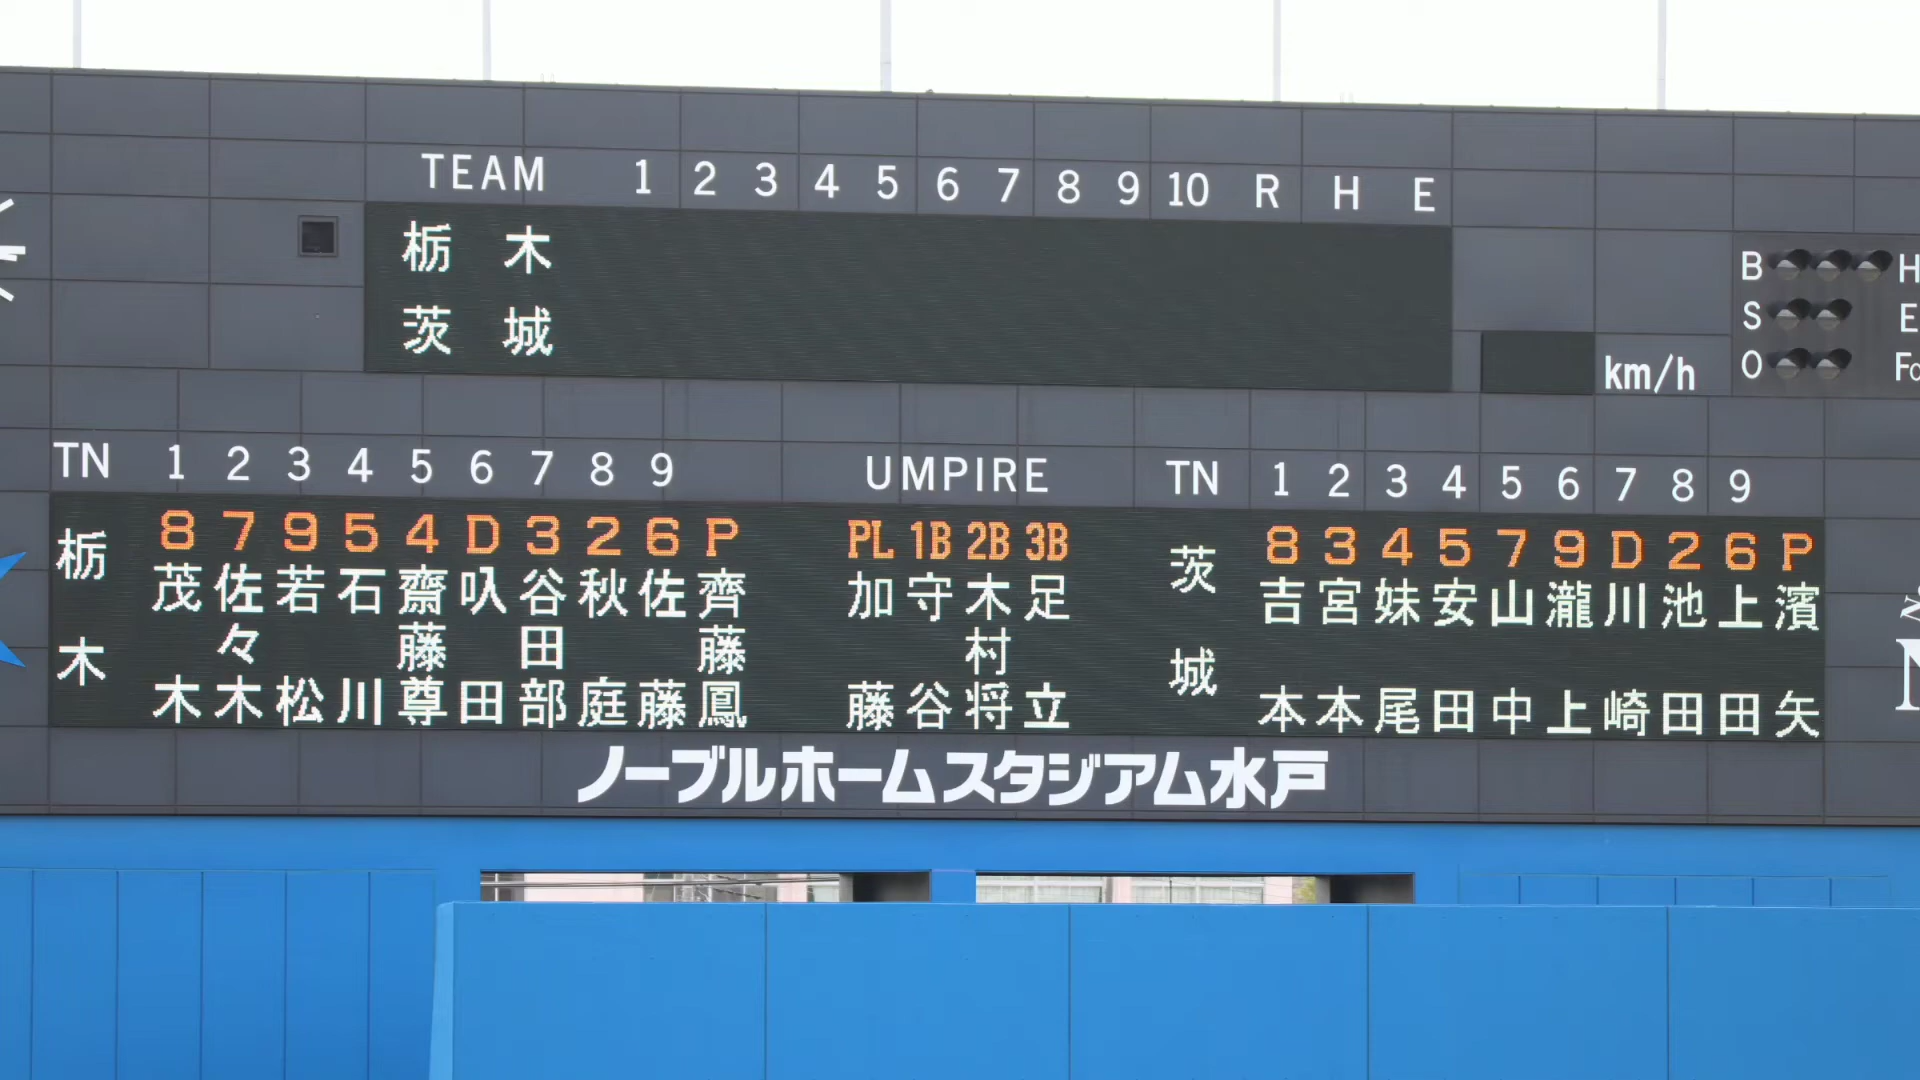 TEAM 1 2 3 4 5 6 7 8 9 10 R H E
栃木
茨城
B H
S E
O
km/h
TN 1 2 3 4 5 6 7 8 9 UMPIRE TN 1 2 3 4 5 6 7 8 9
栃木
8 茂木
7 佐々木
9 若松
5 石川
4 齋藤尊
D 叺田
3 谷田部
2 秋庭
6 佐藤
P 齊藤鳳
PL 加藤
1B 守谷
2B 木村将
3B 足立
茨城
8 吉本
3 宮本
4 妹尾
5 安田
7 山中
9 瀧上
D 川崎
2 池田
6 上田
P 濱矢
ノーブルホームスタジアム水戸